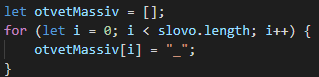 let otvetMassiv = [];
for (let i = 0; i < slovo.length; i++) {
    otvetMassiv[i] = "_";
}